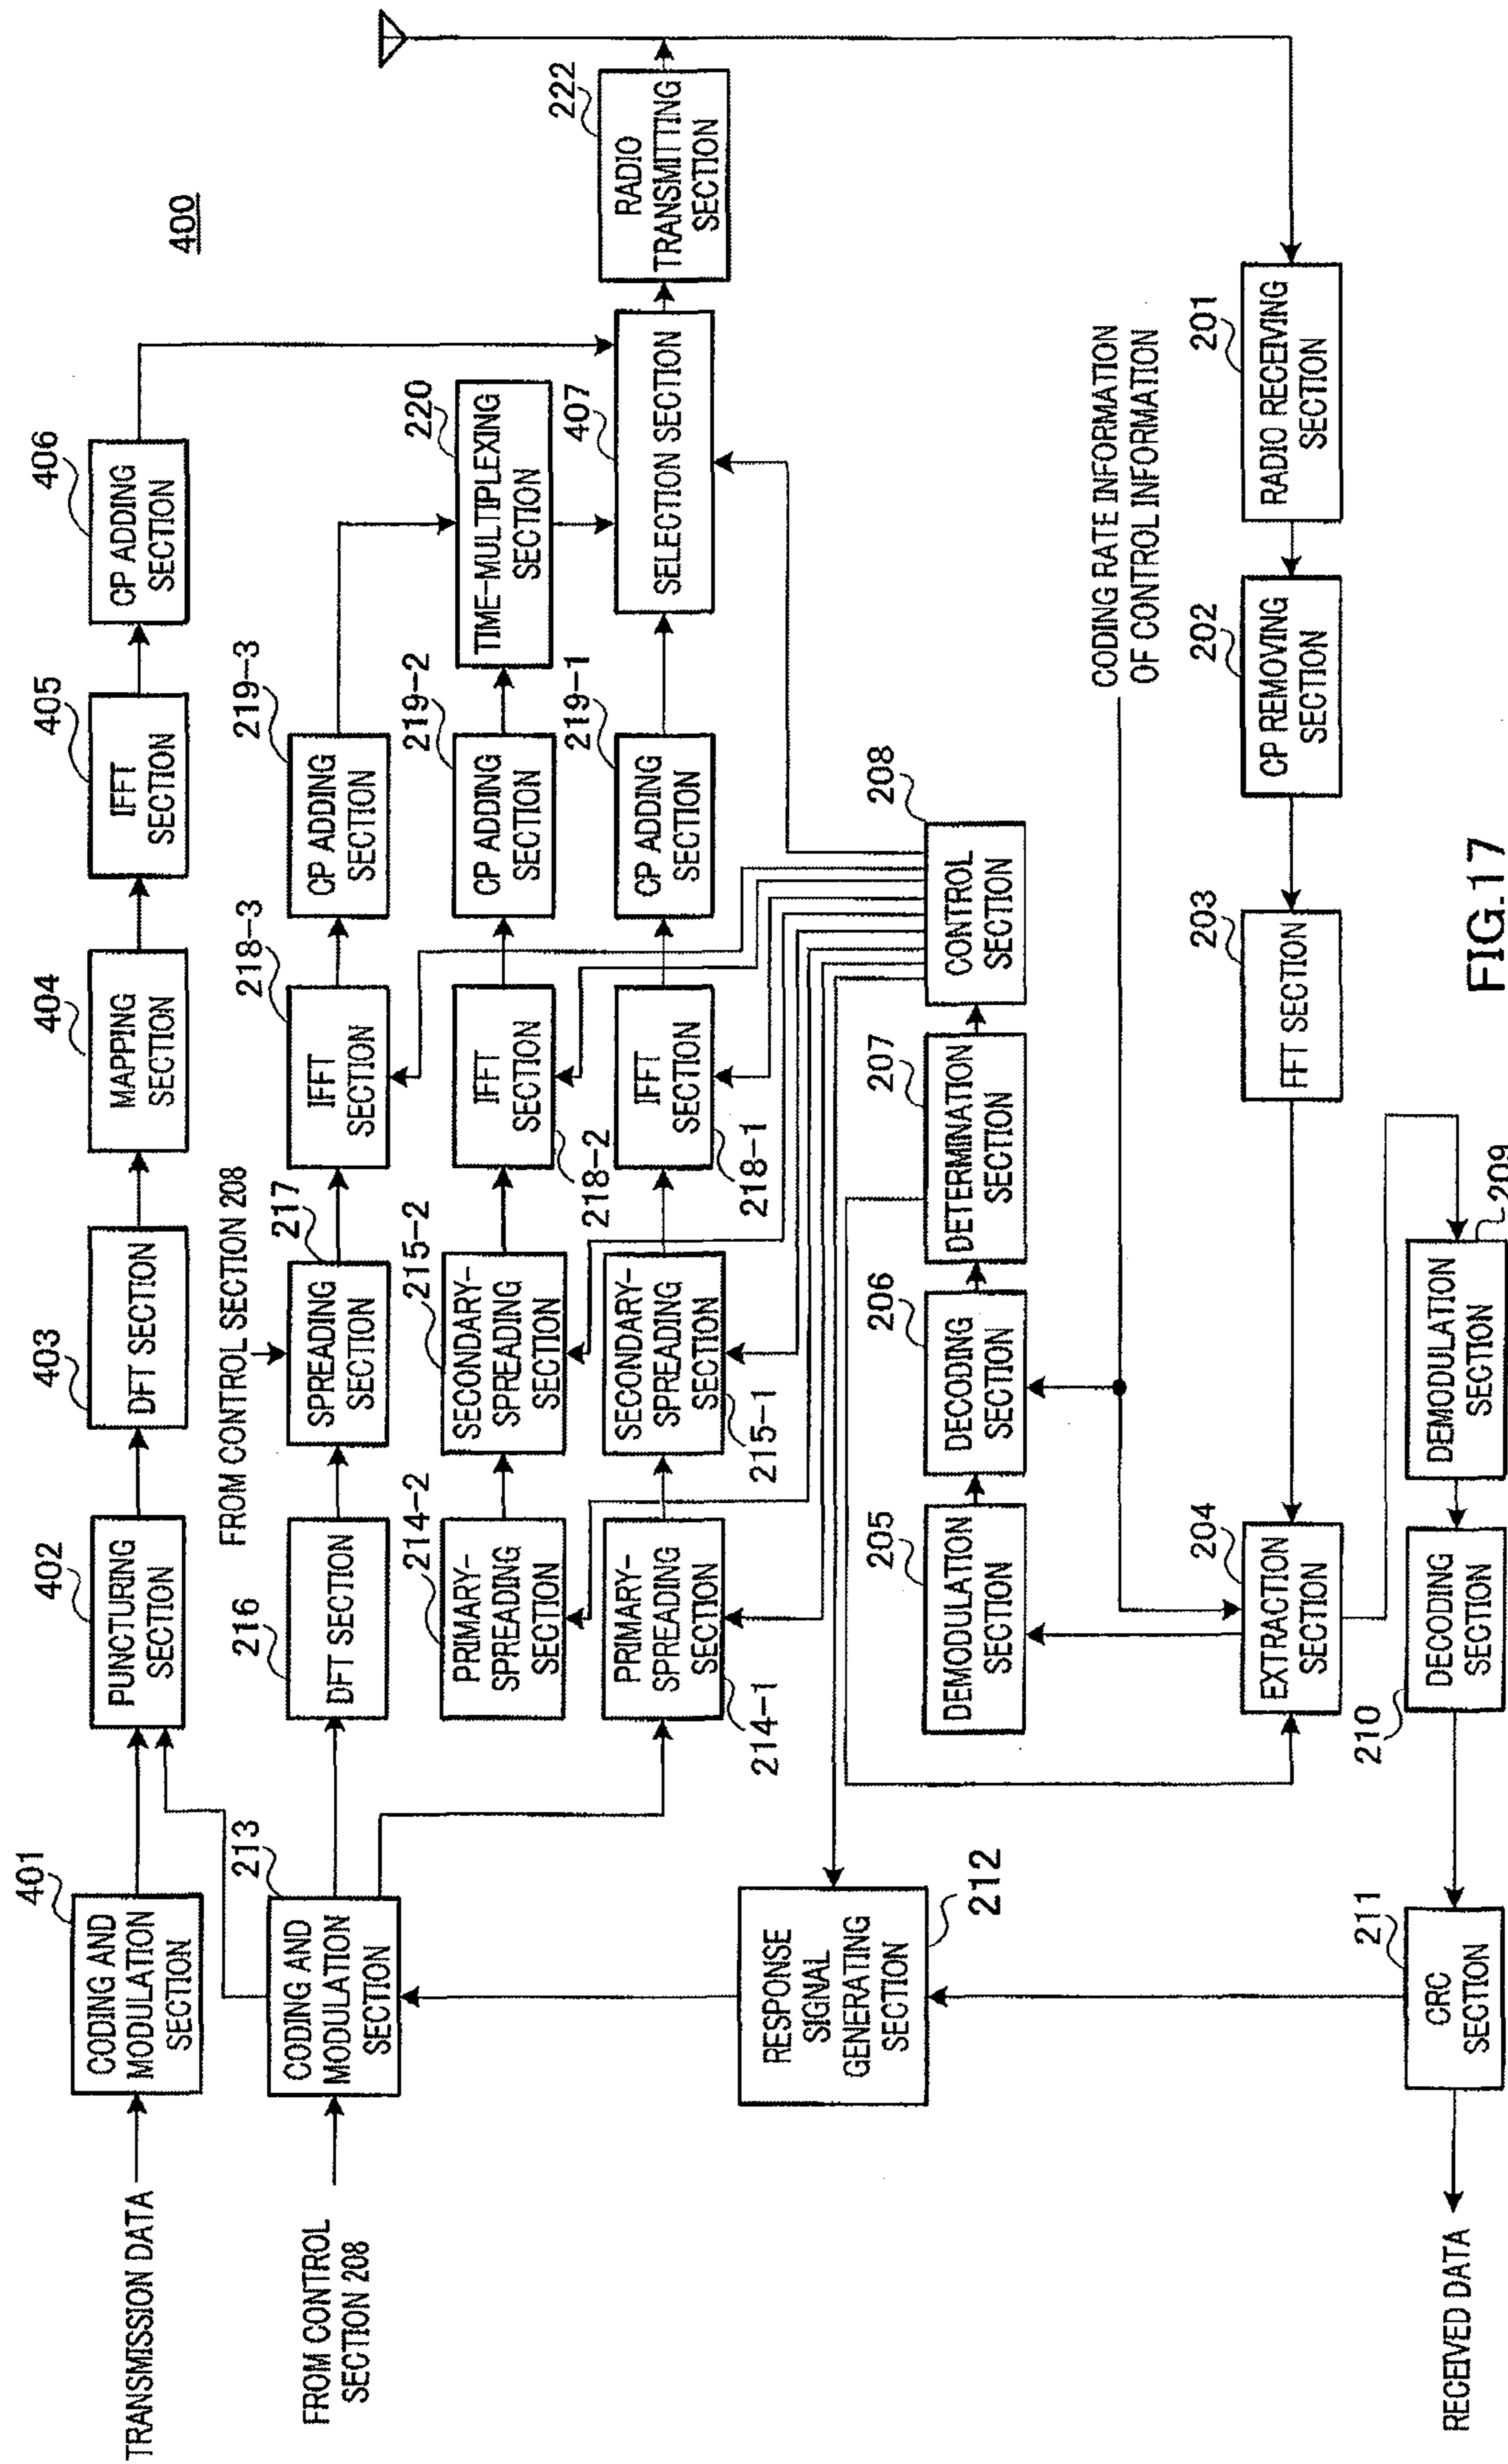 400
TRANSMISSION DATA
401
CODING AND
MODULATION
SECTION
402
PUNCTURING
SECTION
403
DFT SECTION
404
MAPPING
SECTION
405
IFFT
SECTION
406
CP ADDING
SECTION
FROM CONTROL
SECTION 208
213
CODING AND
MODULATION
SECTION
216
DFT SECTION
FROM CONTROL SECTION 208
217
SPREADING
SECTION
218-3
IFFT
SECTION
219-3
CP ADDING
SECTION
214-2
PRIMARY-
SPREADING
SECTION
215-2
SECONDARY-
SPREADING
SECTION
IFFT
SECTION
218-2
219-2
CP ADDING
SECTION
220
TIME-MULTIPLEXING
SECTION
PRIMARY-
SPREADING
SECTION
214-1
SECONDARY-
SPREADING
SECTION
215-1
IFFT
SECTION
218-1
219-1
CP ADDING
SECTION
407
SELECTION SECTION
222
RADIO
TRANSMITTING
SECTION
RESPONSE
SIGNAL
GENERATING
SECTION
212
205
DEMODULATION
SECTION
206
DECODING
SECTION
207
DETERMINATION
SECTION
208
CONTROL
SECTION
CODING RATE INFORMATION
OF CONTROL INFORMATION
204
EXTRACTION
SECTION
203
FFT SECTION
202
CP REMOVING
SECTION
201
RADIO RECEIVING
SECTION
RECEIVED DATA
211
CRC
SECTION
210
DECODING
SECTION
DEMODULATION
SECTION
209
FIG.17